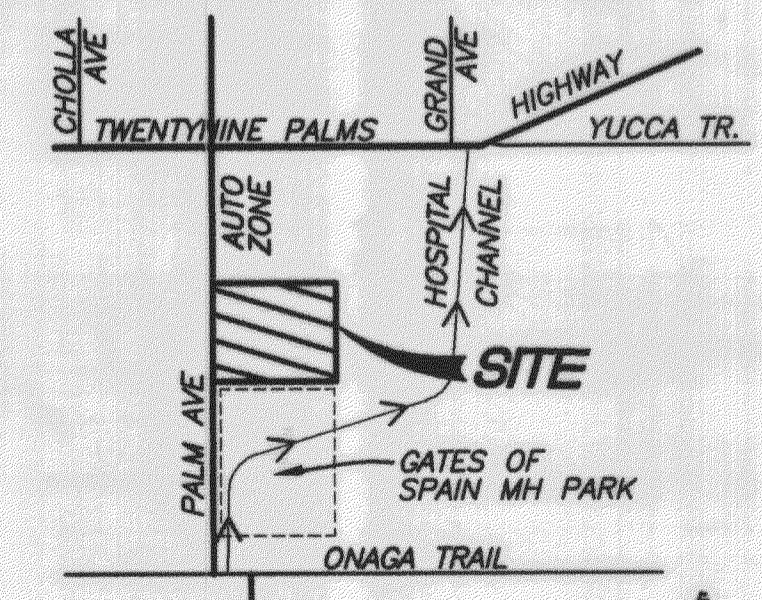 CHOLLA
AVE
GRAND
AVE
HIGHWAY
TWENTYNINE PALMS
YUCCA TR.
AUTO
ZONE
HOSPITAL
CHANNEL
SITE
PALM AVE
GATES OF
SPAIN MH PARK
ONAGA TRAIL